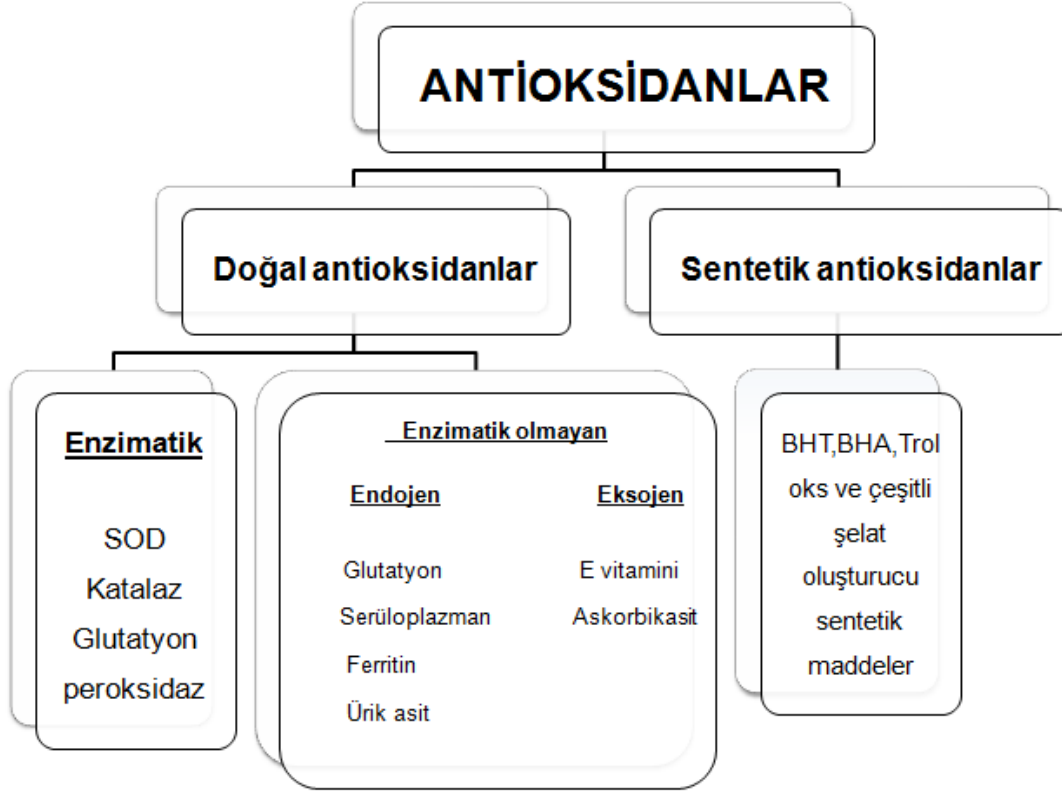 ANTİOKSİDANLAR
Doğal antioksidanlar
Sentetik antioksidanlar
Enzimatik
SOD
Katalaz
Glutatyon
peroksidaz
Enzimatik olmayan
Endojen
Glutatyon
Serüloplazman
Ferritin
Ürik asit
Eksojen
E vitamini
Askorbikasit
BHT,BHA,Trol
oks ve çeşitli
şelat
oluşturucu
sentetik
maddeler